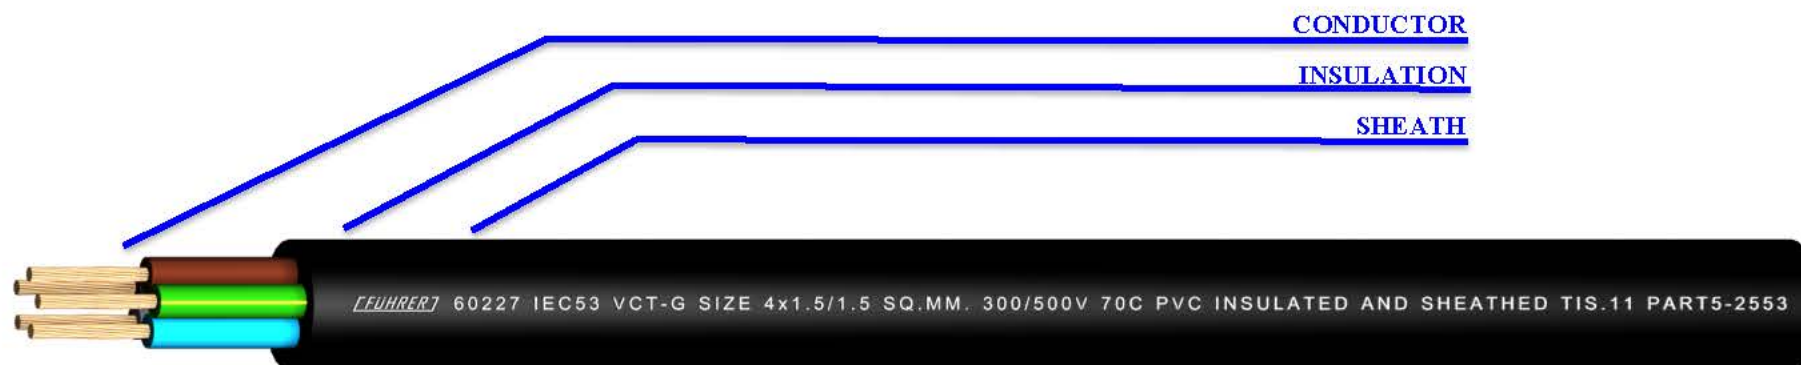 CONDUCTOR
INSULATION
SHEATH
FUHRER 60227 IEC53 VCT-G SIZE 4x1.5/1.5 SQ.MM. 300/500V 70C PVC INSULATED AND SHEATHED TIS.11 PART5-2553